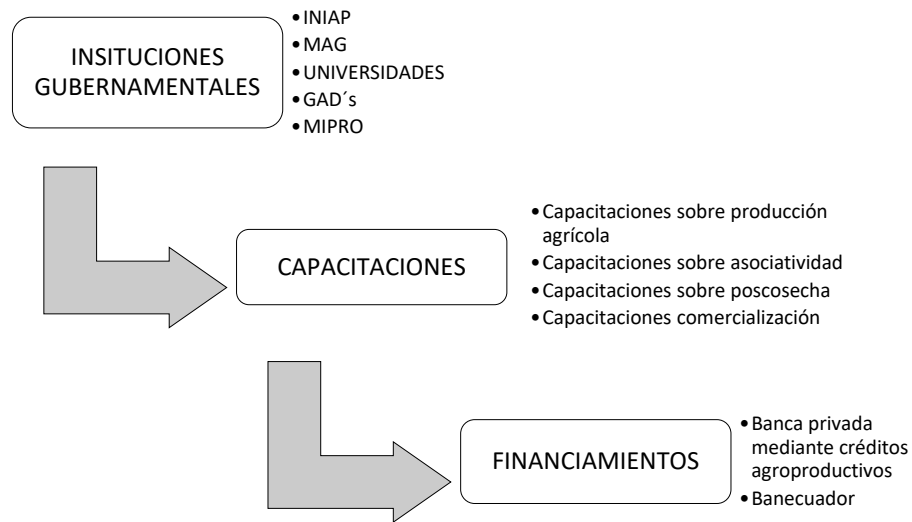 INSITUCIONES
GUBERNAMENTALES
•INIAP
•MAG
•UNIVERSIDADES
•GAD´s
•MIPRO
CAPACITACIONES
•Capacitaciones sobre producción
agrícola
•Capacitaciones sobre asociatividad
•Capacitaciones sobre poscosecha
•Capacitaciones comercialización
FINANCIAMIENTOS
•Banca privada
mediante créditos
agroproductivos
•Banecuador